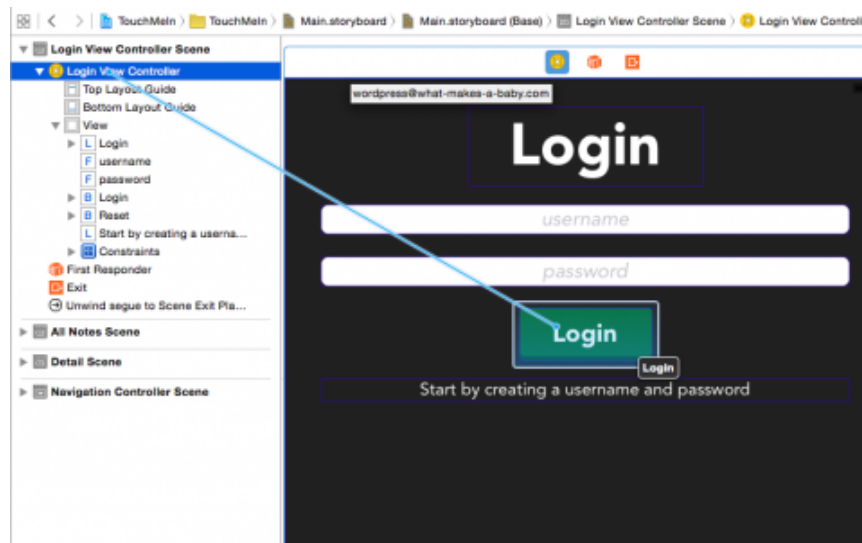 TouchMeIn 〉 TouchMeIn 〉 Main.storyboard 〉 Main.storyboard (Base) 〉 Login View Controller Scene 〉 Login View Controll
Login View Controller Scene
Login View Controller
Top Layout Guide
Bottom Layout Guide
View
L Login
F username
F password
B Login
B Reset
L Start by creating a userna...
Constraints
First Responder
Exit
Unwind segue to Scene Exit Pla...
All Notes Scene
Detail Scene
Navigation Controller Scene
wordpress@what-makes-a-baby.com
Login
username
password
Login
Login
Start by creating a username and password